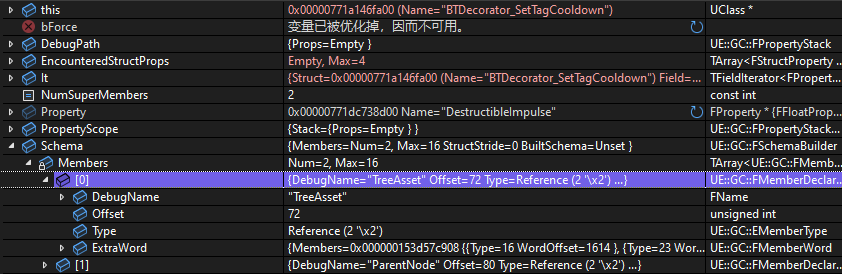 this 0x00000771a146fa00 (Name="BTDecorator_SetTagCooldown") UClass *
bForce 变量已被优化掉，因而不可用。
DebugPath {Props=Empty } UE::GC::FPropertyStack
EncounteredStructProps Empty, Max=4 TArray<FStructProperty ...
It {Struct=0x00000771a146fa00 (Name="BTDecorator_SetTagCooldown") Field=... TFieldIterator<FProper...
NumSuperMembers 2 const int
Property 0x00000771dc738d00 Name="DestructibleImpulse" FProperty * {FFloatProp...
PropertyScope {Stack={Props=Empty } } UE::GC::FPropertyStack...
Schema {Members=Num=2, Max=16 StructStride=0 BuiltSchema=Unset } UE::GC::FSchemaBuilder
Members Num=2, Max=16 TArray<UE::GC::FMemb...
[0] {DebugName="TreeAsset" Offset=72 Type=Reference (2 '\x2') ...} UE::GC::FMemberDeclar...
DebugName "TreeAsset" FName
Offset 72 unsigned int
Type Reference (2 '\x2') UE::GC::EMemberType
ExtraWord {Members=0x000000153d57c908 {{Type=16 WordOffset=1614 }, {Type=23 Wor... UE::GC::FMemberWord
[1] {DebugName="ParentNode" Offset=80 Type=Reference (2 '\x2') ...} UE::GC::FMemberDeclar...